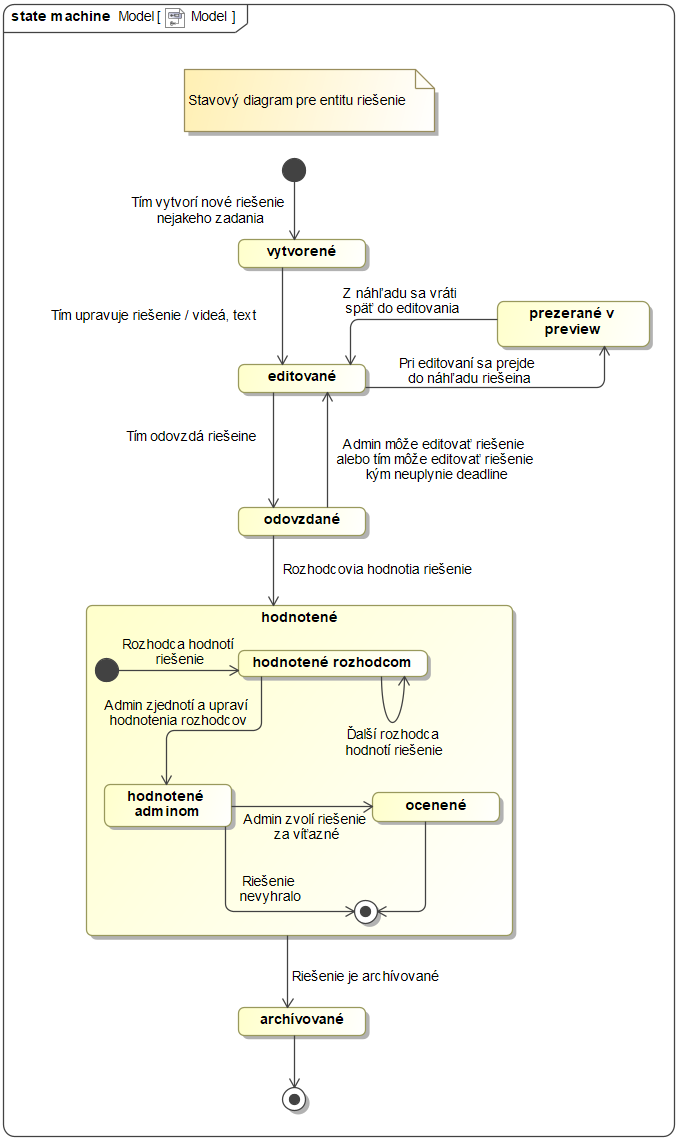 state machine Model [ Model ]
Stavový diagram pre entitu riešenie
Tím vytvorí nové riešenie
nejakeho zadania
vytvorené
Tím upravuje riešenie / videá, text
Z náhľadu sa vráti
späť do editovania
prezerané v
preview
editované
Pri editovaní sa prejde
do náhľadu riešeina
Tím odovzdá riešeine
Admin môže editovať riešenie
alebo tím môže editovať riešenie
kým neuplynie deadline
odovzdané
Rozhodcovia hodnotia riešenie
hodnotené
Rozhodca hodnotí
riešenie
hodnotené rozhodcom
Admin zjednotí a upraví
hodnotenia rozhodcov
Ďalší rozhodca
hodnotí riešenie
hodnotené
adminom
ocenené
Admin zvolí riešenie
za víťazné
Riešenie
nevyhralo
Riešenie je archívované
archívované